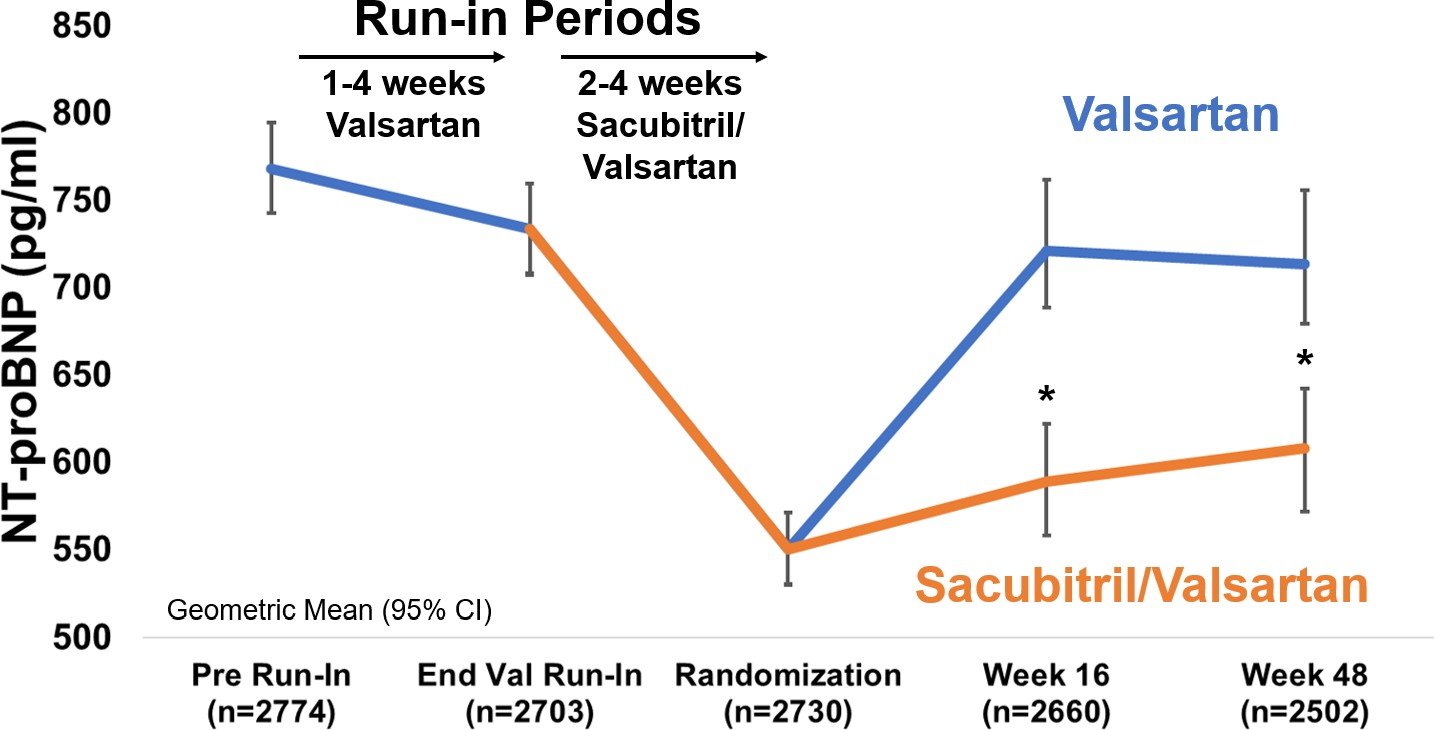 Run-in Periods
1-4 weeks
Valsartan
2-4 weeks
Sacubitril/
Valsartan
NT-proBNP (pg/ml)
850
800
750
700
650
600
550
500
Valsartan
*
*
Sacubitril/Valsartan
Geometric Mean (95% CI)
Pre Run-In
(n=2774)
End Val Run-In
(n=2703)
Randomization
(n=2730)
Week 16
(n=2660)
Week 48
(n=2502)